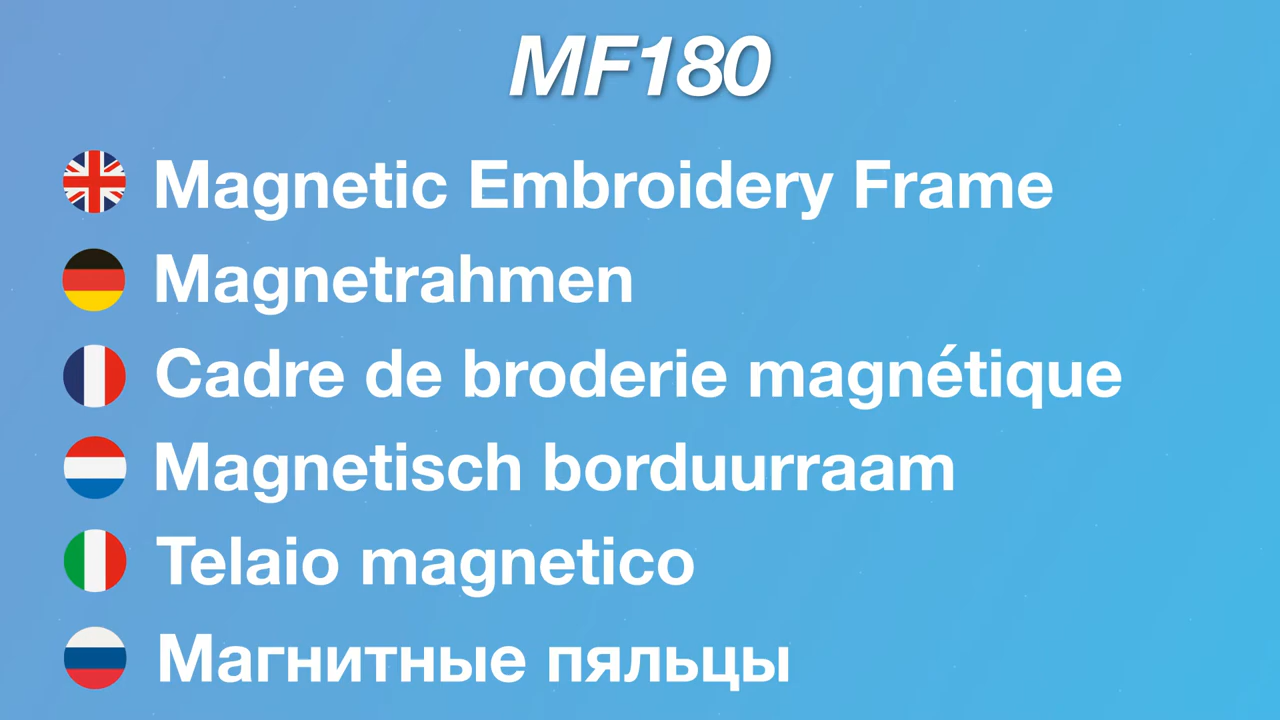 MF180
Magnetic Embroidery Frame
Magnetrahmen
Cadre de broderie magnétique
Magnetisch borduurraam
Telaio magnetico
Магнитные пяльцы